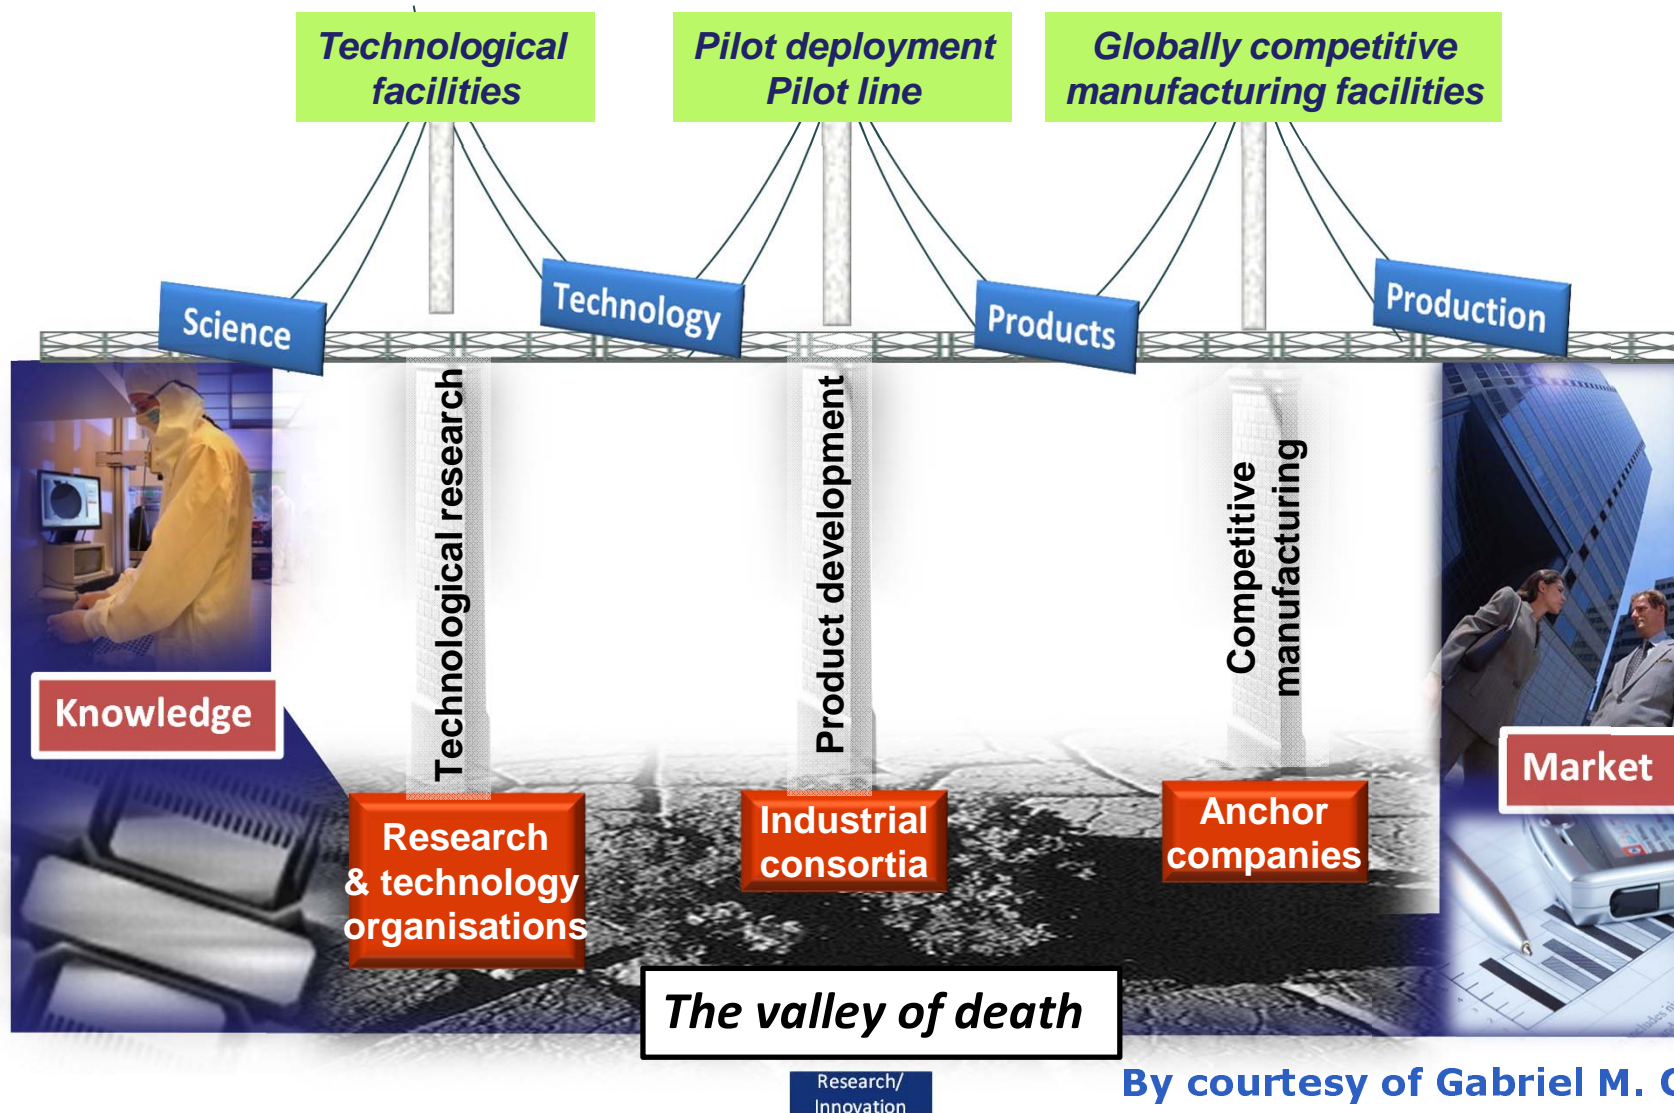 Technological
facilities
Pilot deployment
Pilot line
Globally competitive
manufacturing facilities
Science
Technology
Products
Production
Technological research
Product development
Competitive
manufacturing
Knowledge
Market
Research
& technology
organisations
Industrial
consortia
Anchor
companies
The valley of death
Research/
Innovation
By courtesy of Gabriel M. C